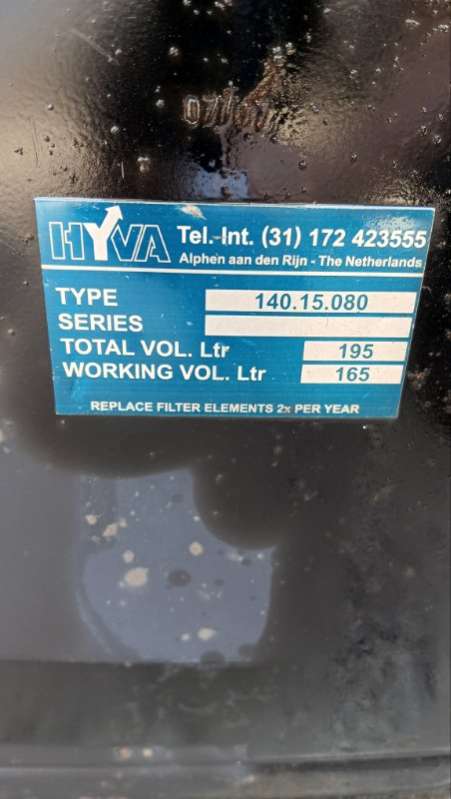 HYVA Tel. Int. (31) 172 423555
Alphen aan den Rijn - The Netherlands
TYPE 140.15.080
SERIES
TOTAL VOL. Ltr 195
WORKING VOL. Ltr 165
REPLACE FILTER ELEMENTS 2x PER YEAR